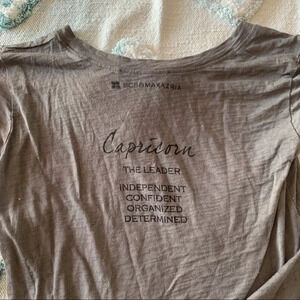 BCBGMAXAZRIA
Capricorn
THE LEADER
INDEPENDENT
CONFIDENT
ORGANIZED
DETERMINED